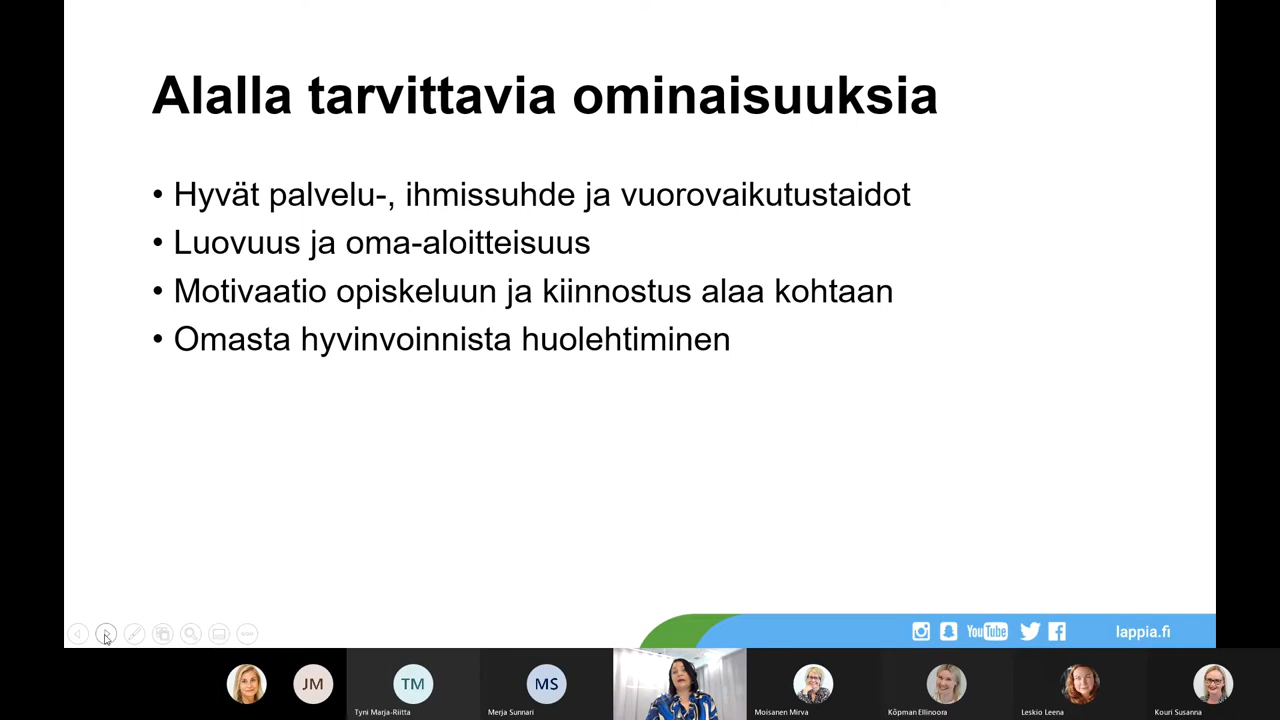 Alalla tarvittavia ominaisuuksia
• Hyvät palvelu-, ihmissuhde ja vuorovaikutustaidot
• Luovuus ja oma-aloitteisuus
• Motivaatio opiskeluun ja kiinnostus alaa kohtaan
• Omasta hyvinvoinnista huolehtiminen
YouTube
lappia.fi
JM
TM
MS
Tyni Marja-Riitta
Merja Sunnari
Moisanen Mirva
Köpman Ellinoora
Leskio Leena
Kouri Susanna